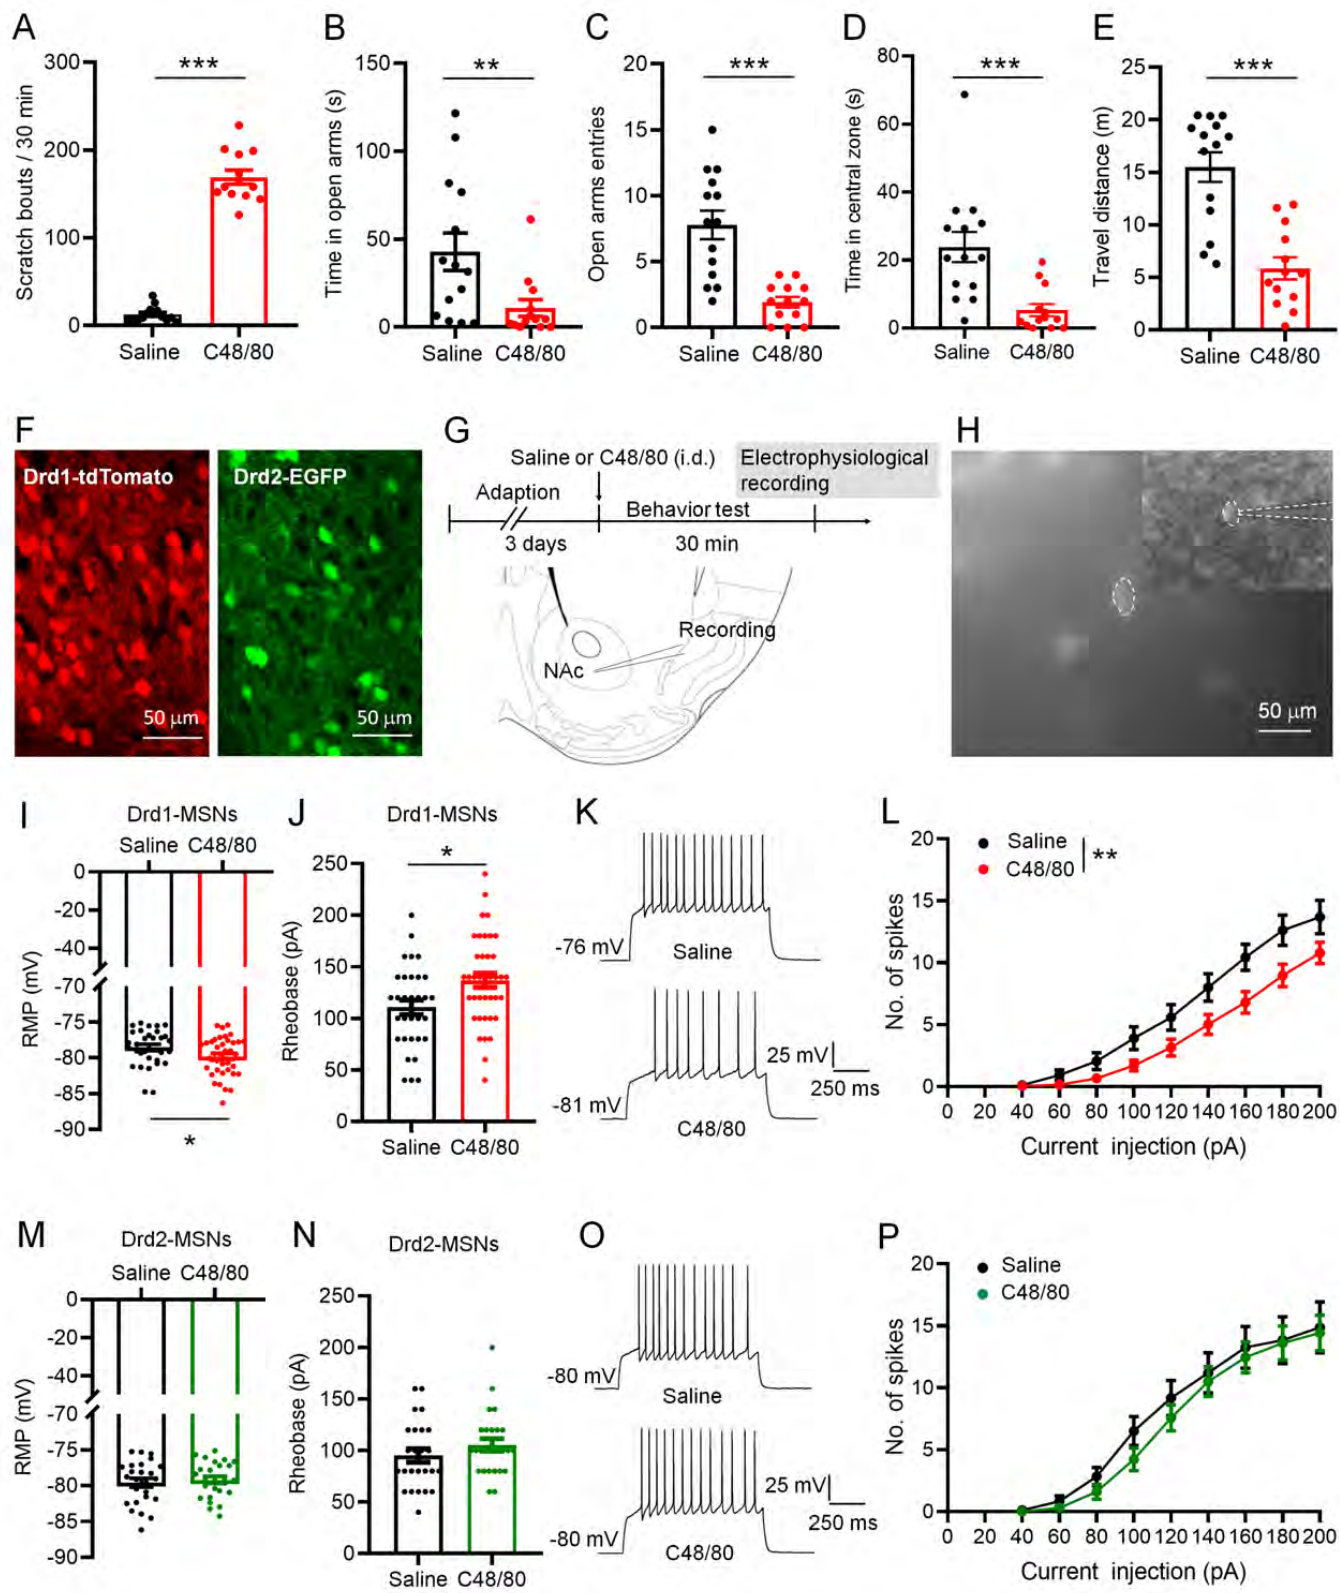 A
B
C
D
E
Scratch bouts / 30 min
300
200
100
0
***
Saline
C48/80
Time in open arms (s)
150
100
50
0
**
Saline
C48/80
Open arms entries
20
15
10
5
0
***
Saline
C48/80
Time in central zone (s)
80
60
40
20
0
***
Saline
C48/80
Travel distance (m)
25
20
15
10
5
0
***
Saline C48/80
F
Drd1-tdTomato
50 μm
Drd2-EGFP
50 μm
G
Saline or C48/80 (i.d.)
Electrophysiological
recording
Adaption
Behavior test
3 days
30 min
Recording
NAc
H
50 μm
I
Drd1-MSNs
Saline C48/80
RMP (mV)
0
-20
-40
-70
-75
-80
-85
-90
*
J
Drd1-MSNs
Rheobase (pA)
250
200
150
100
50
0
*
Saline C48/80
K
-76 mV
Saline
-81 mV
C48/80
25 mV
250 ms
L
Saline
C48/80
**
No. of spikes
20
15
10
5
0
0 20 40 60 80 100 120 140 160 180 200
Current injection (pA)
M
Drd2-MSNs
Saline C48/80
RMP (mV)
0
-20
-40
-70
-75
-80
-85
-90
N
Drd2-MSNs
Rheobase (pA)
250
200
150
100
50
0
Saline C48/80
O
-80 mV
Saline
-80 mV
C48/80
25 mV
250 ms
P
Saline
C48/80
No. of spikes
20
15
10
5
0
0 20 40 60 80 100 120 140 160 180 200
Current injection (pA)